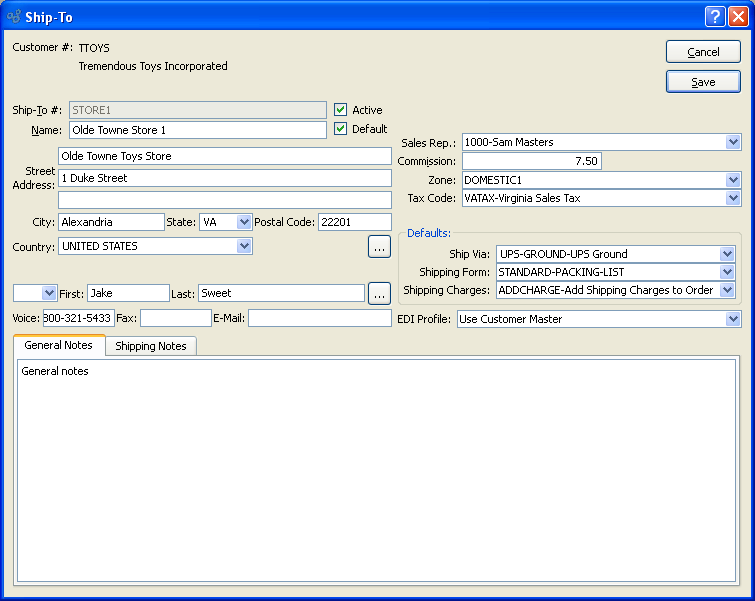 Ship-To
Customer #: TTOYS
Tremendous Toys Incorporated
Cancel
Save
Ship-To #: STORE1
Active
Name: Olde Towne Store 1
Default
Street Address:
Olde Towne Toys Store
1 Duke Street
City: Alexandria State: VA Postal Code: 22201
Country: UNITED STATES
...
First: Jake Last: Sweet
...
Voice: 800-321-5433 Fax: E-Mail:
Sales Rep.: 1000-Sam Masters
Commission: 7.50
Zone: DOMESTIC1
Tax Code: VATAX-Virginia Sales Tax
Defaults:
Ship Via: UPS-GROUND-UPS Ground
Shipping Form: STANDARD-PACKING-LIST
Shipping Charges: ADDCHARGE-Add Shipping Charges to Order
EDI Profile: Use Customer Master
General Notes
Shipping Notes
General notes